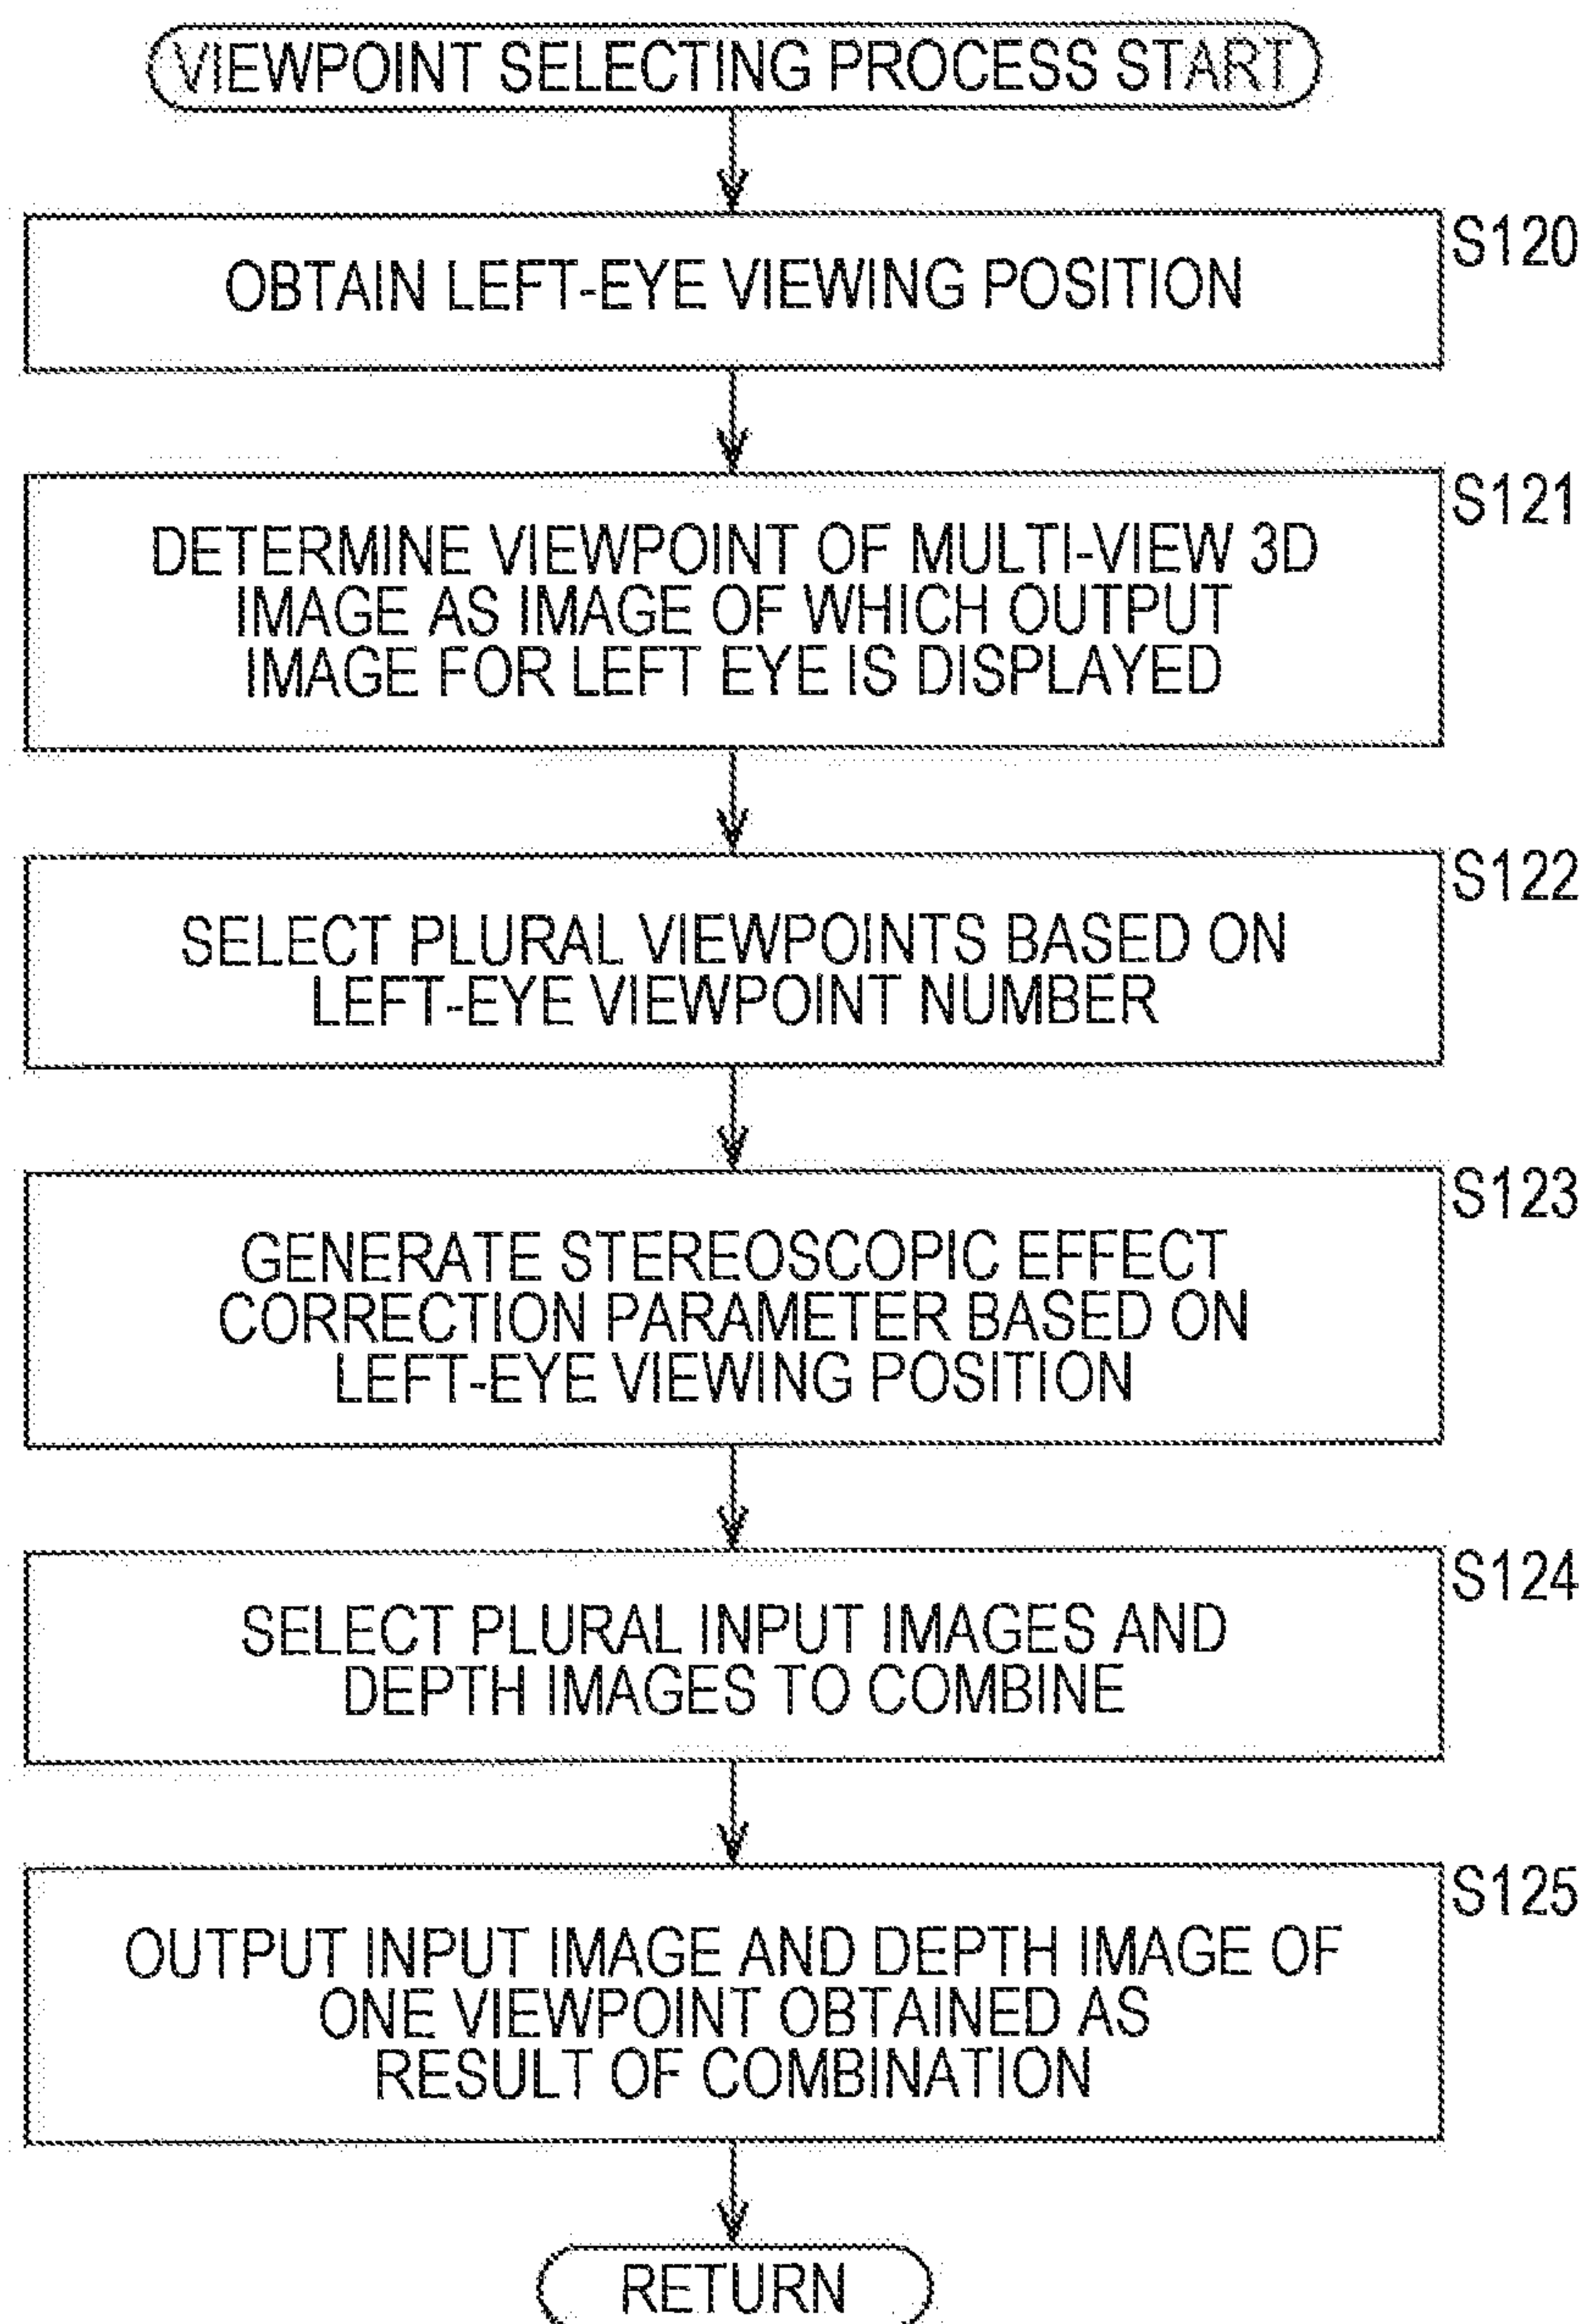 VIEWPOINT SELECTING PROCESS START
S120
OBTAIN LEFT-EYE VIEWING POSITION
S121
DETERMINE VIEWPOINT OF MULTI-VIEW 3D
IMAGE AS IMAGE OF WHICH OUTPUT
IMAGE FOR LEFT EYE IS DISPLAYED
S122
SELECT PLURAL VIEWPOINTS BASED ON
LEFT-EYE VIEWPOINT NUMBER
S123
GENERATE STEREOSCOPIC EFFECT
CORRECTION PARAMETER BASED ON
LEFT-EYE VIEWING POSITION
S124
SELECT PLURAL INPUT IMAGES AND
DEPTH IMAGES TO COMBINE
S125
OUTPUT INPUT IMAGE AND DEPTH IMAGE OF
ONE VIEWPOINT OBTAINED AS
RESULT OF COMBINATION
RETURN